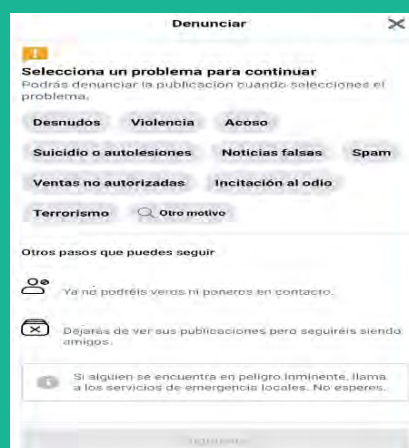 Denunciar
Selecciona un problema para continuar
Podrás denunciar la publicación cuando selecciones el
problema.
Desnudos Violencia Acoso
Suicidio o autolesiones Noticias falsas Spam
Ventas no autorizadas Incitación al odio
Terrorismo Otro motivo
Otros pasos que puedes seguir
Ya no podréis veros ni poneros en contacto.
Dejarás de ver sus publicaciones pero seguiréis siendo
amigos.
Si alguien se encuentra en peligro inminente, llama
a los servicios de emergencia locales. No esperes.